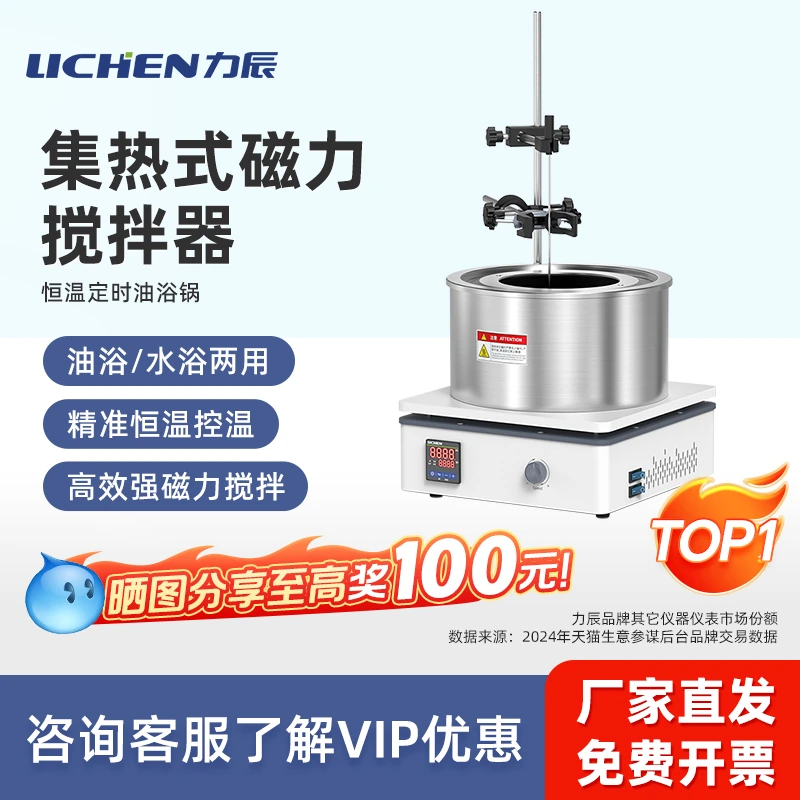 LICHEN力辰
集热式磁力
搅拌器
恒温定时油浴锅
油浴/水浴两用
精准恒温控温
高效强磁力搅拌
注意 ATTENTION
LICHEN
8888
8888
TOP1
晒图分享至高奖100元!
力辰品牌其它仪器仪表市场份额
数据来源：2024年天猫生意参谋后台品牌交易数据
咨询客服了解VIP优惠
厂家直发
免费开票